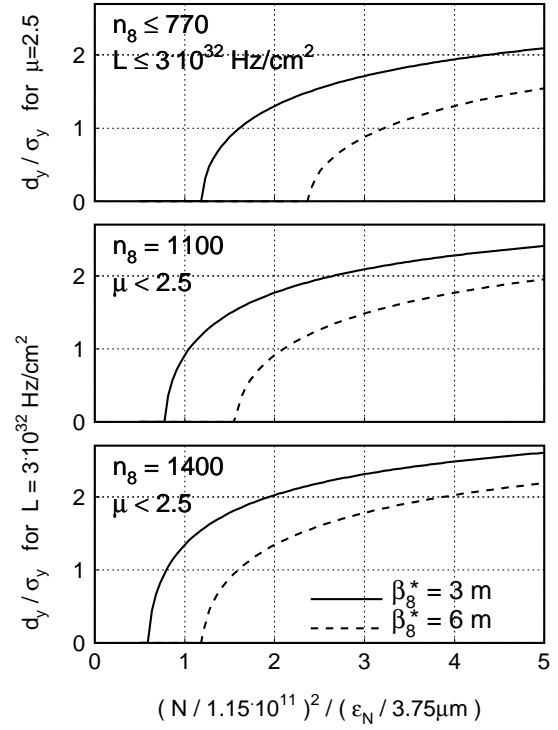 d_y / σ_y for μ=2.5
2
1
0
n₈ ≤ 770
L ≤ 3·10³² Hz/cm²
d_y / σ_y for L = 3·10³² Hz/cm²
2
1
0
n₈ = 1100
μ < 2.5
2
1
0
n₈ = 1400
μ < 2.5
β₈* = 3 m
β₈* = 6 m
0 1 2 3 4 5
( N / 1.15·10¹¹ )² / ( ε_N / 3.75μm )